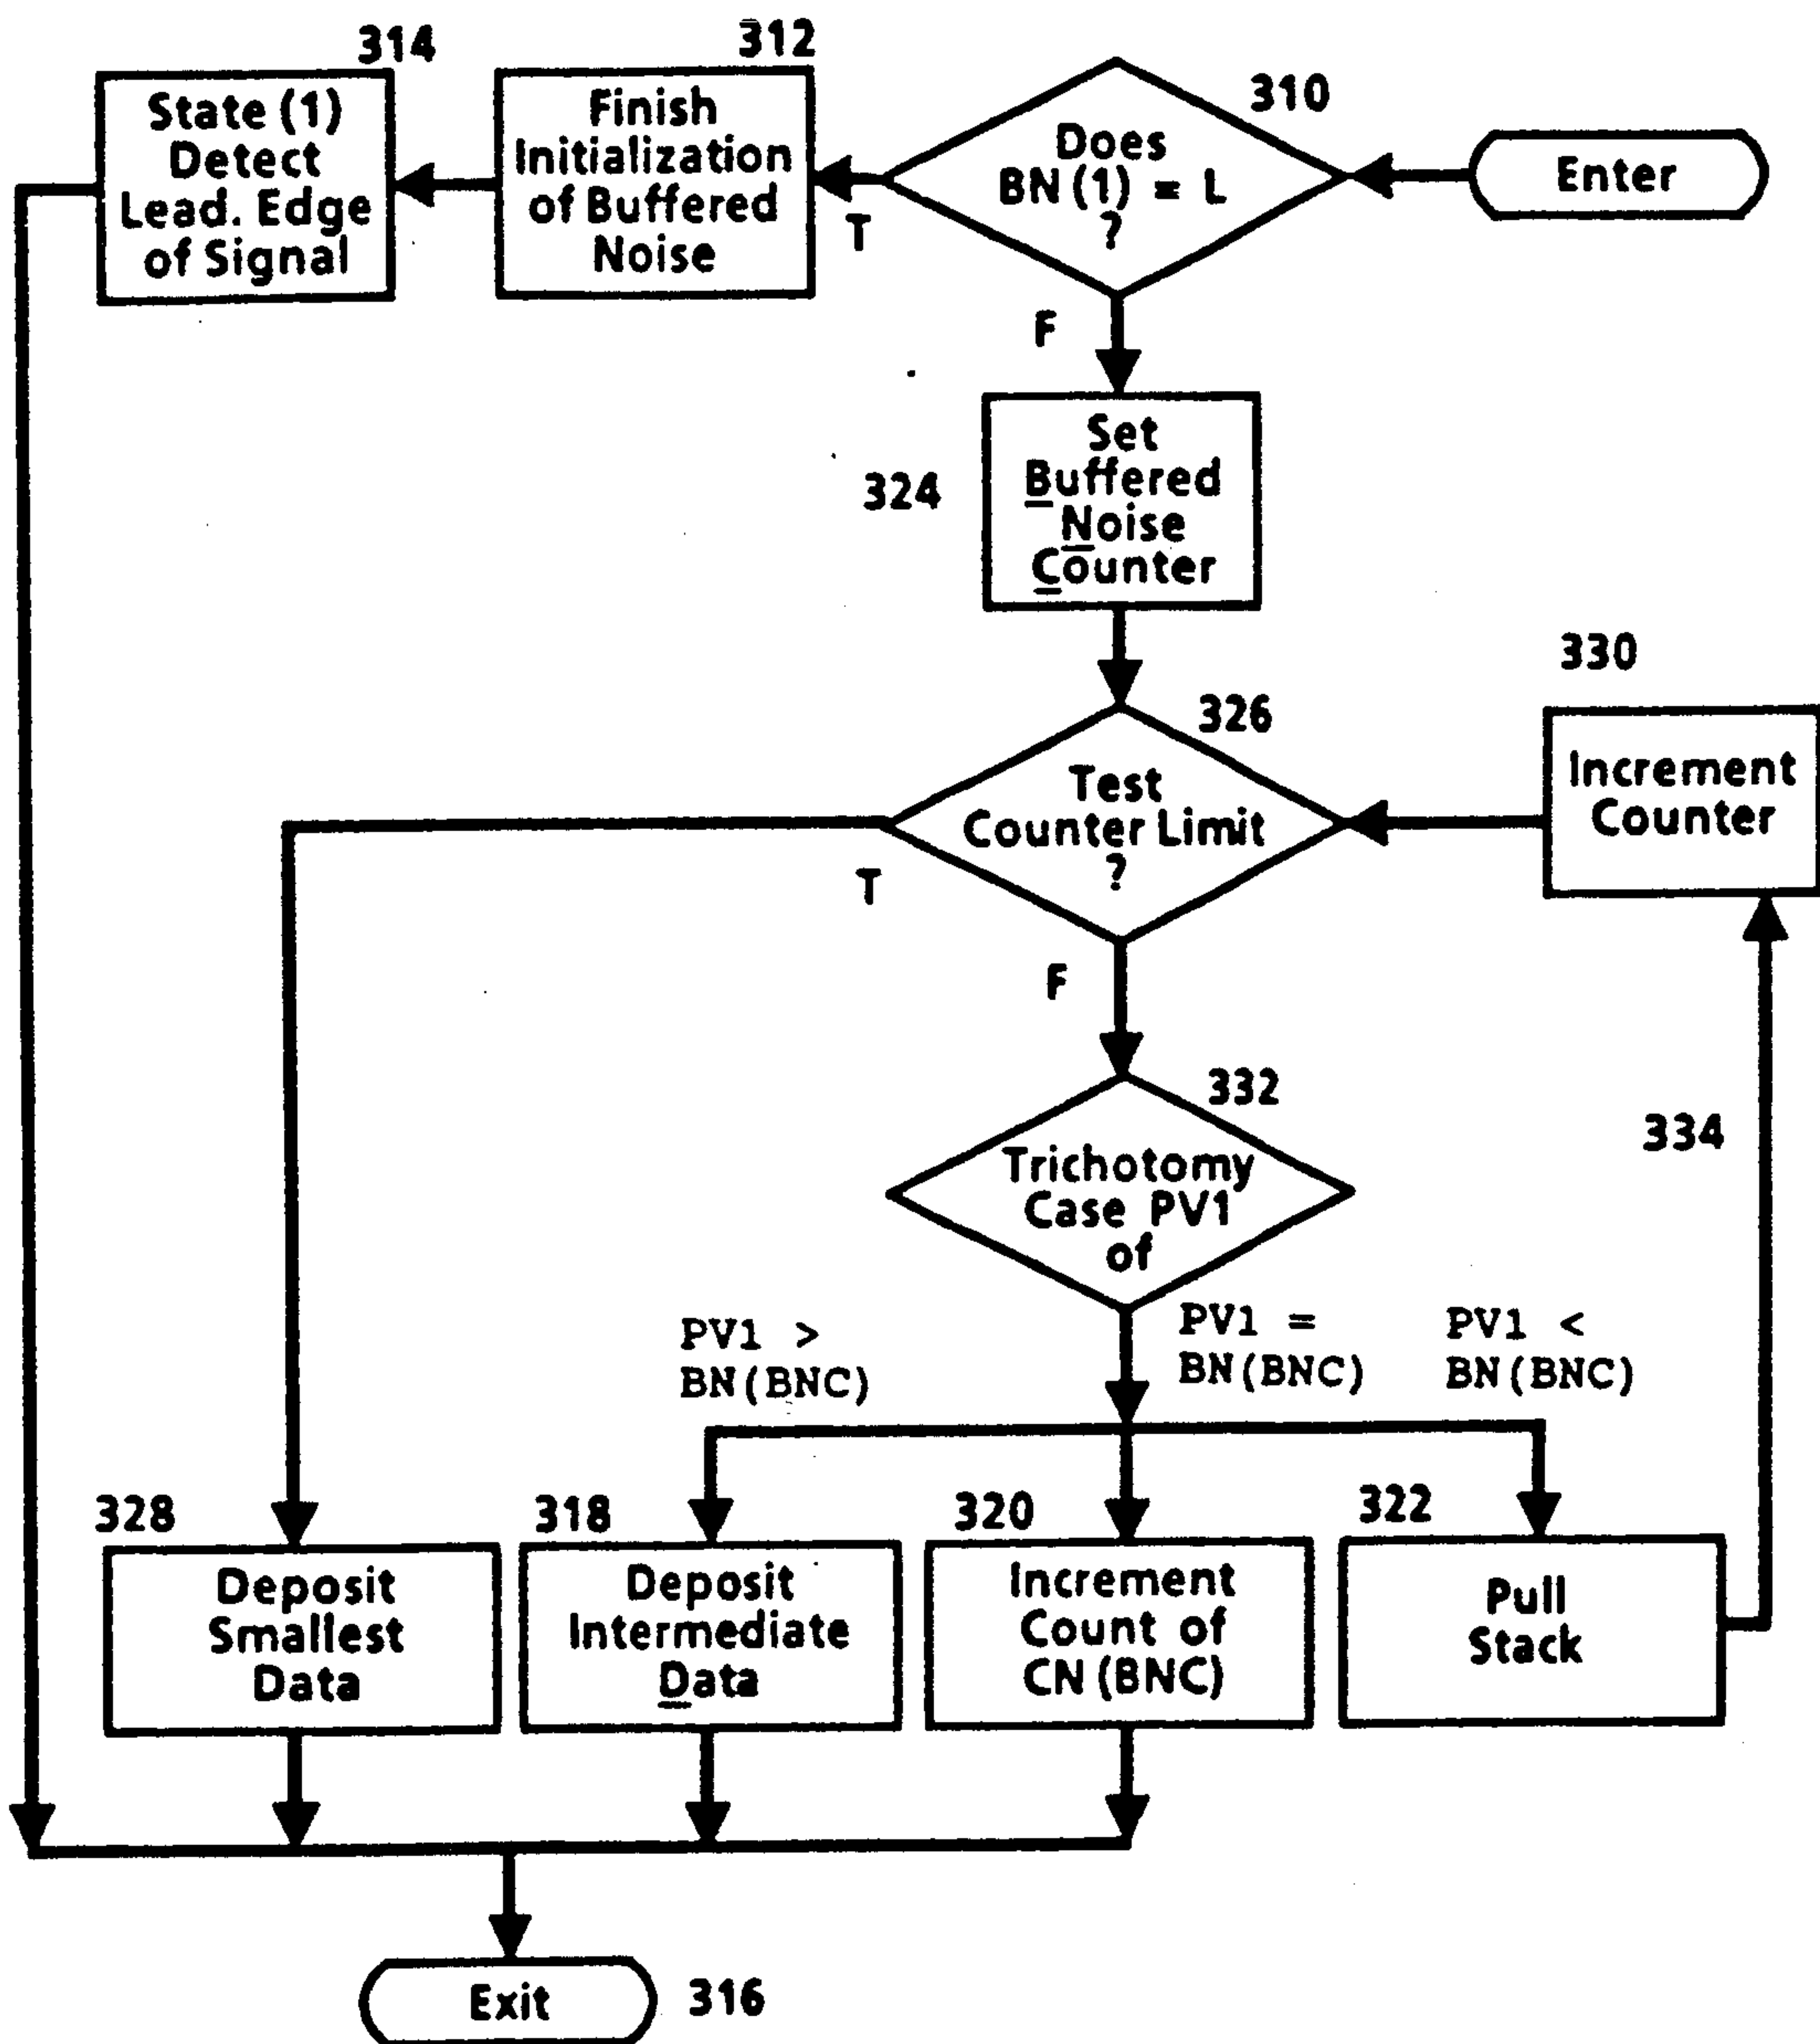 314
State (1)
Detect
Lead. Edge
of Signal
312
Finish
Initialization
of Buffered
Noise
310
Does
BN (1) = L
?
Enter
T
F
324
Set
Buffered
Noise
Counter
330
Increment
Counter
326
Test
Counter Limit
?
T
F
332
Trichotomy
Case PV1
of
334
PV1 >
BN(BNC)
PV1 =
BN(BNC)
PV1 <
BN(BNC)
328
Deposit
Smallest
Data
318
Deposit
Intermediate
Data
320
Increment
Count of
CN (BNC)
322
Pull
Stack
Exit
316